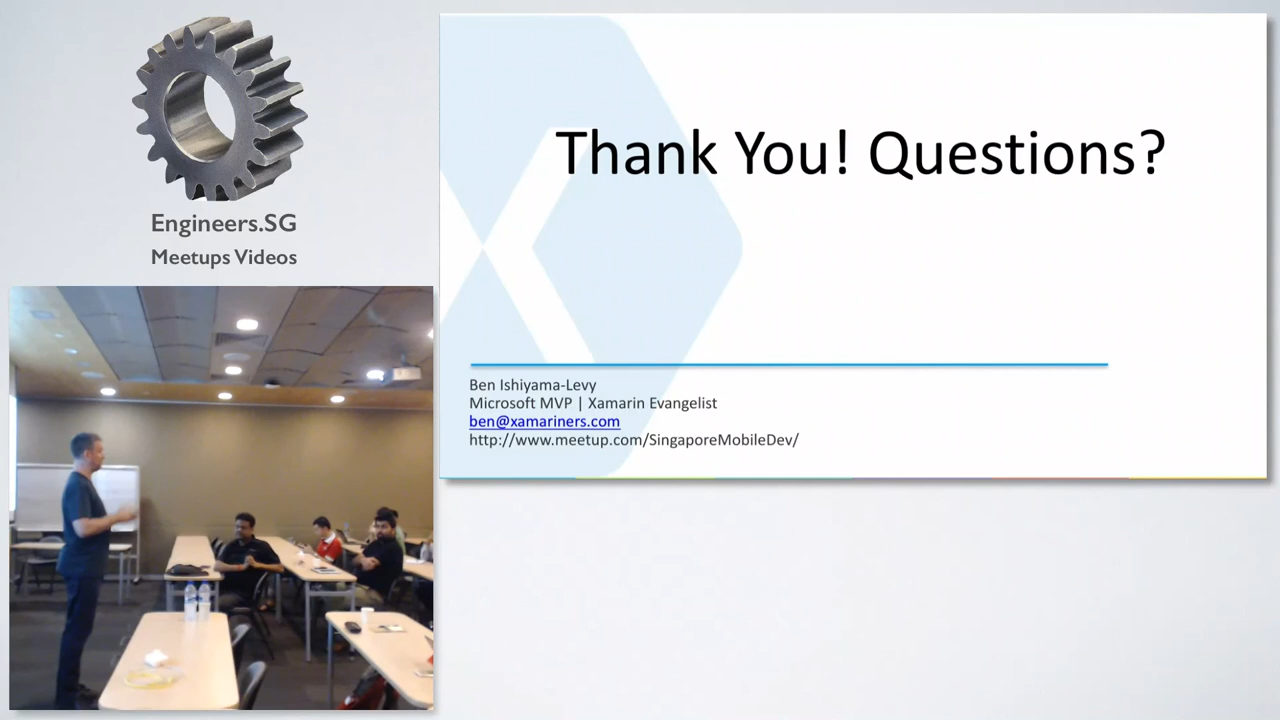 Engineers.SG
Meetups Videos
Thank You! Questions?
Ben Ishiyama-Levy
Microsoft MVP | Xamarin Evangelist
ben@xamariners.com
http://www.meetup.com/SingaporeMobileDev/